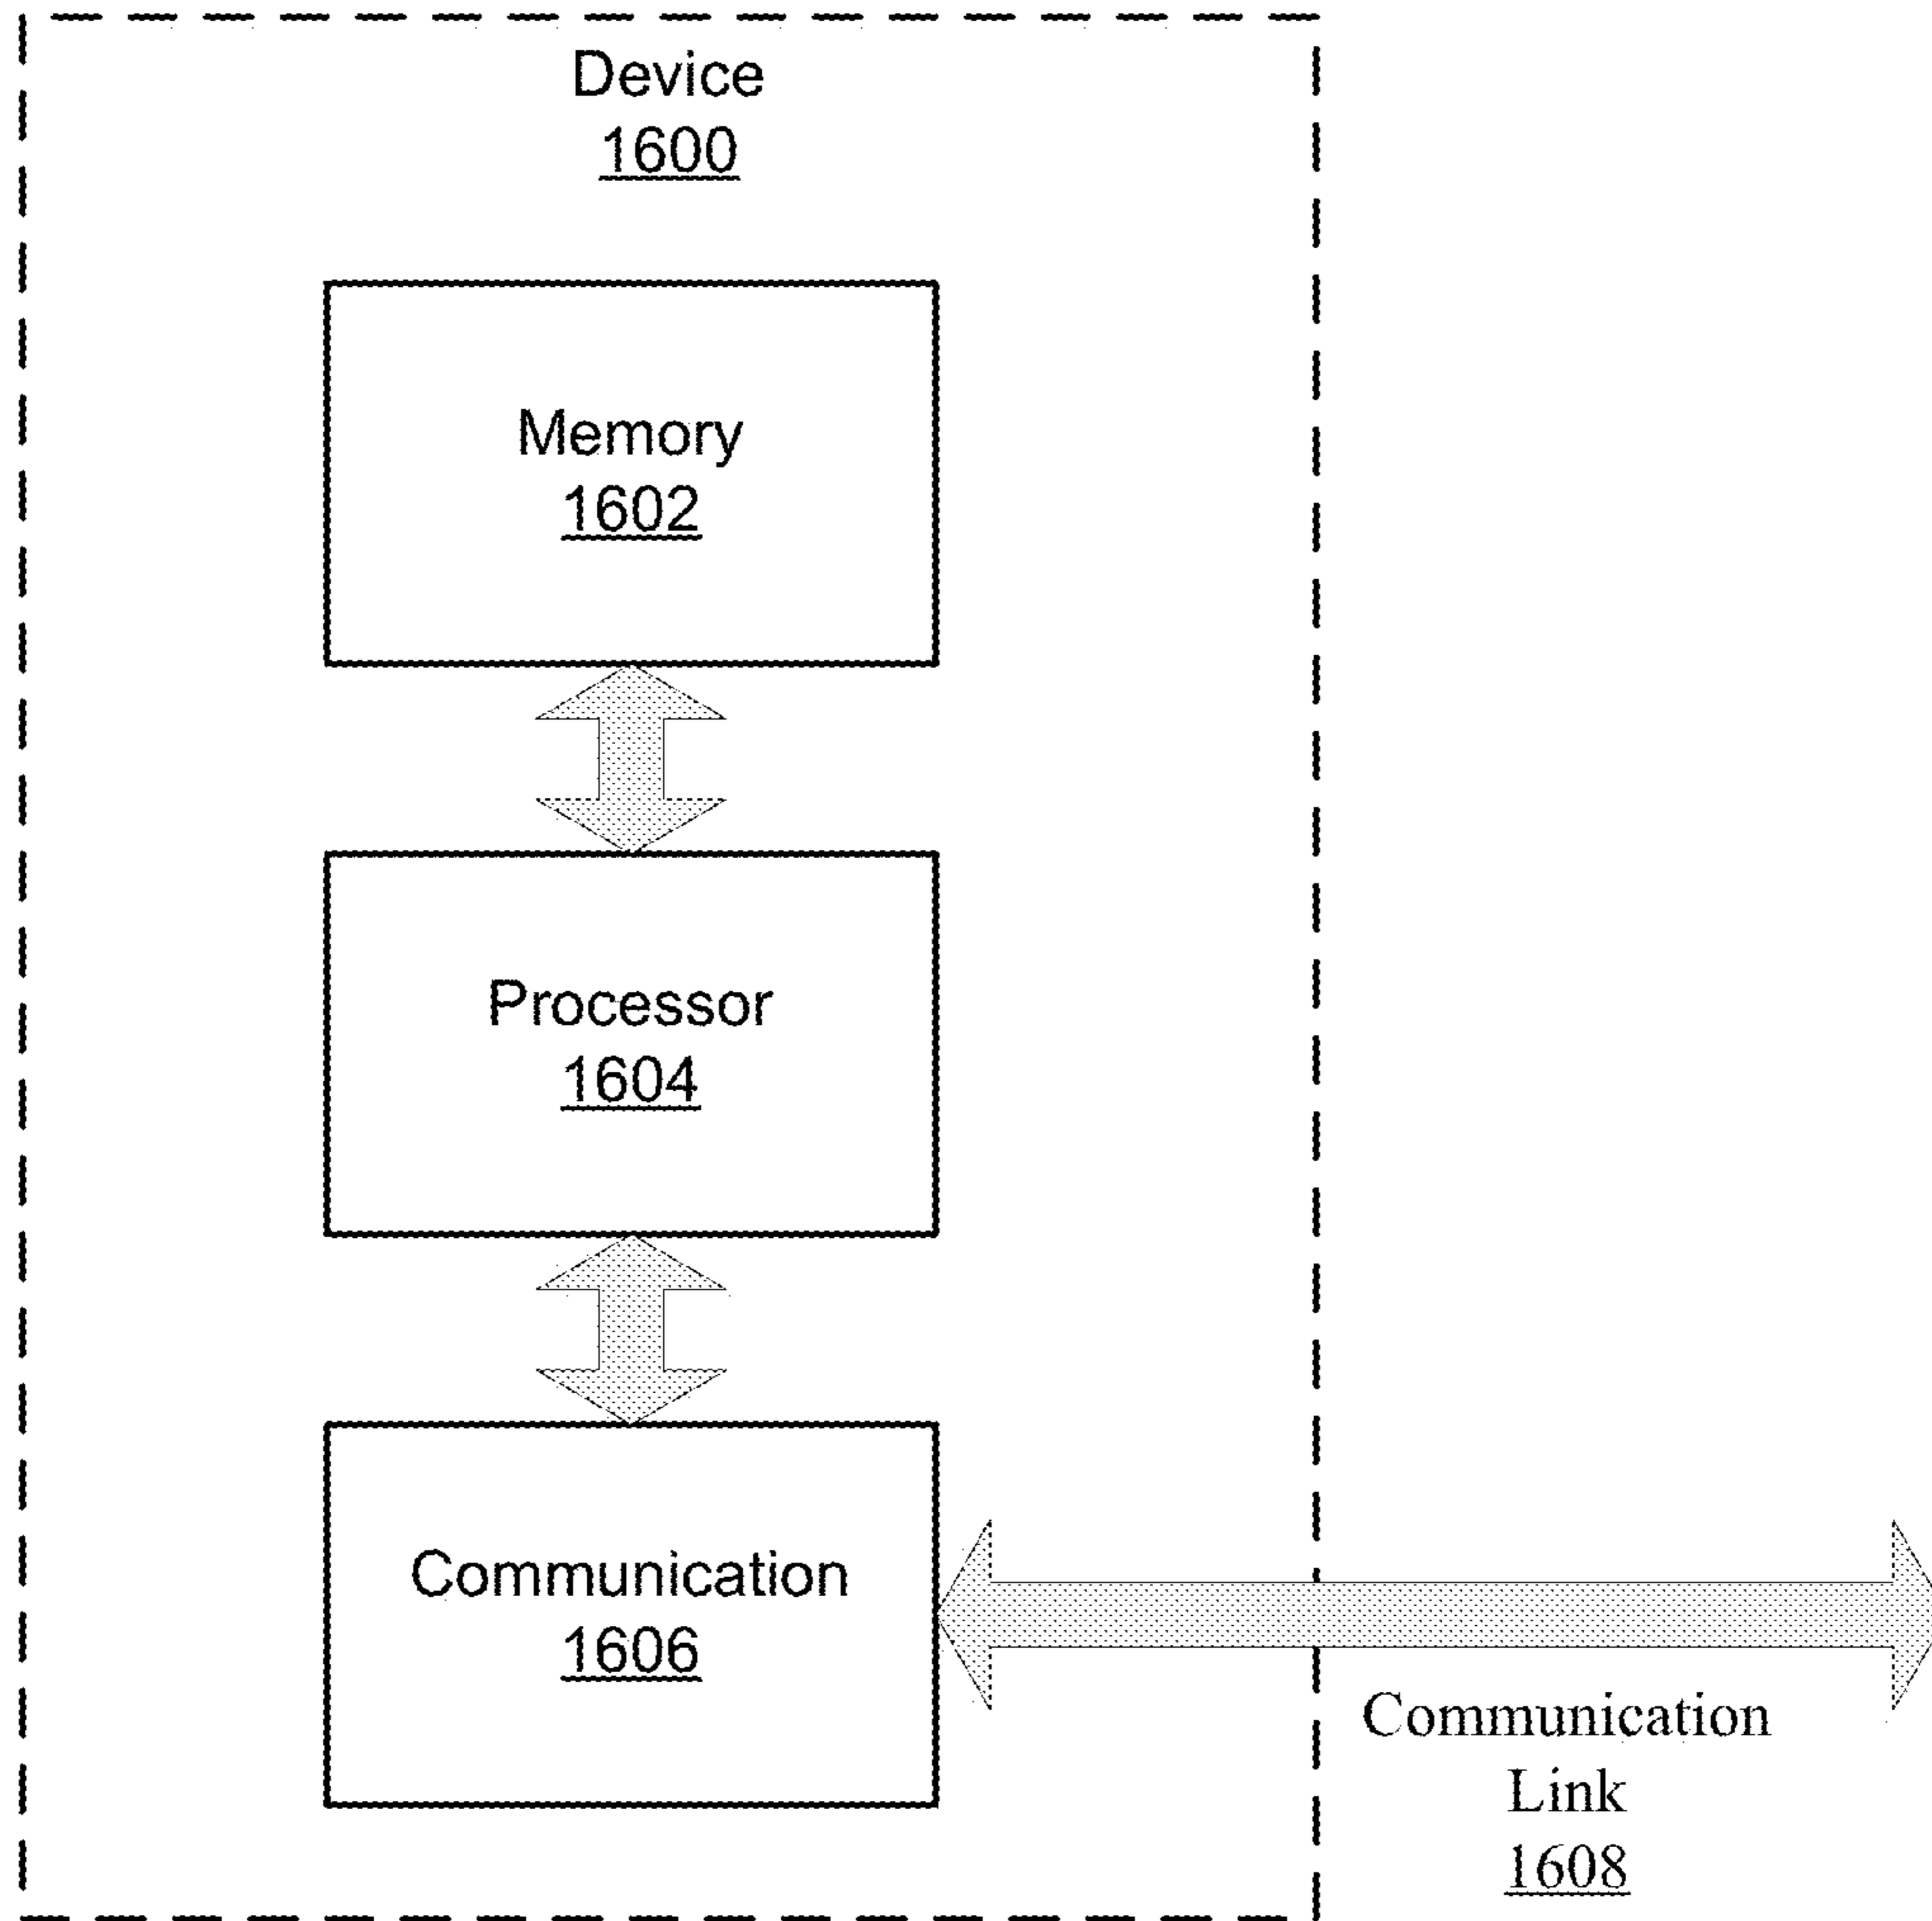 Device
1600
Memory
1602
Processor
1604
Communication
1606
Communication
Link
1608